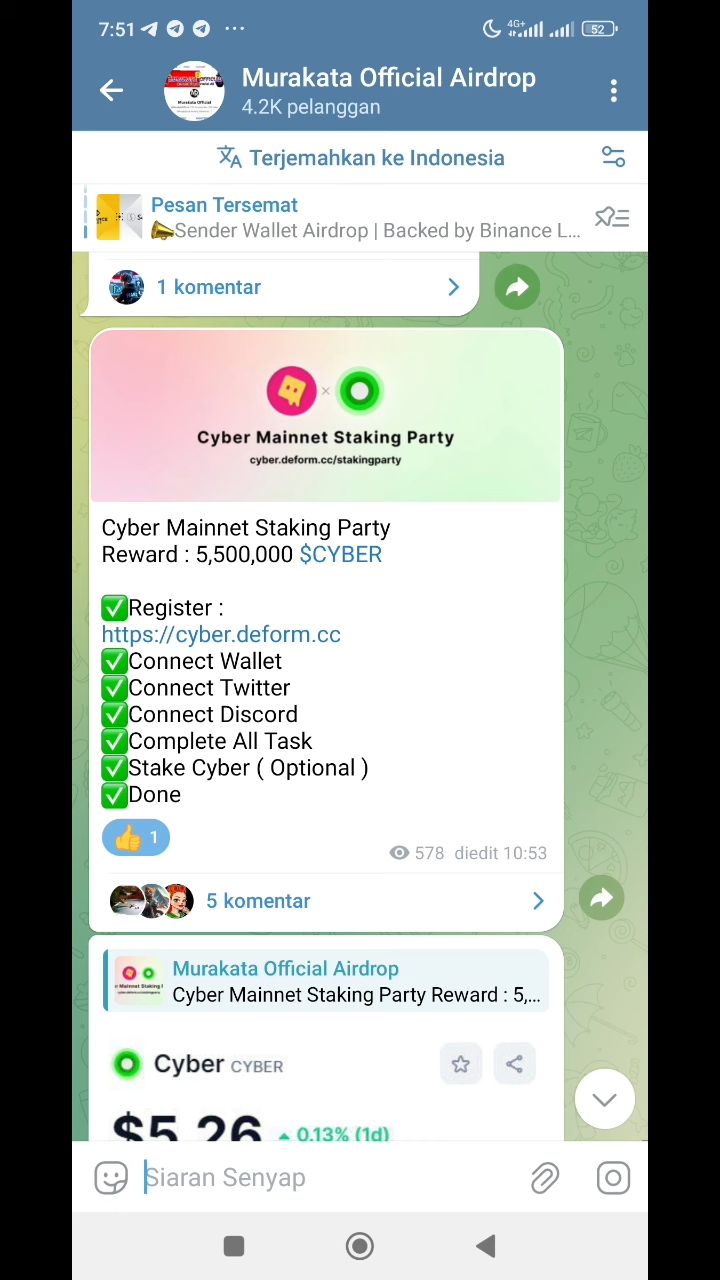 7:51
4G+
52
Murakata Official Airdrop
4.2K pelanggan
Terjemahkan ke Indonesia
Pesan Tersemat
📣Sender Wallet Airdrop | Backed by Binance L...
1 komentar
Cyber Mainnet Staking Party
cyber.deform.cc/stakingparty
Cyber Mainnet Staking Party
Reward : 5,500,000 $CYBER
✅Register :
https://cyber.deform.cc
✅Connect Wallet
✅Connect Twitter
✅Connect Discord
✅Complete All Task
✅Stake Cyber ( Optional )
✅Done
👍 1
578 diedit 10:53
5 komentar
Murakata Official Airdrop
Cyber Mainnet Staking Party Reward : 5,...
Cyber CYBER
$5.26 0.13% (1d)
Siaran Senyap